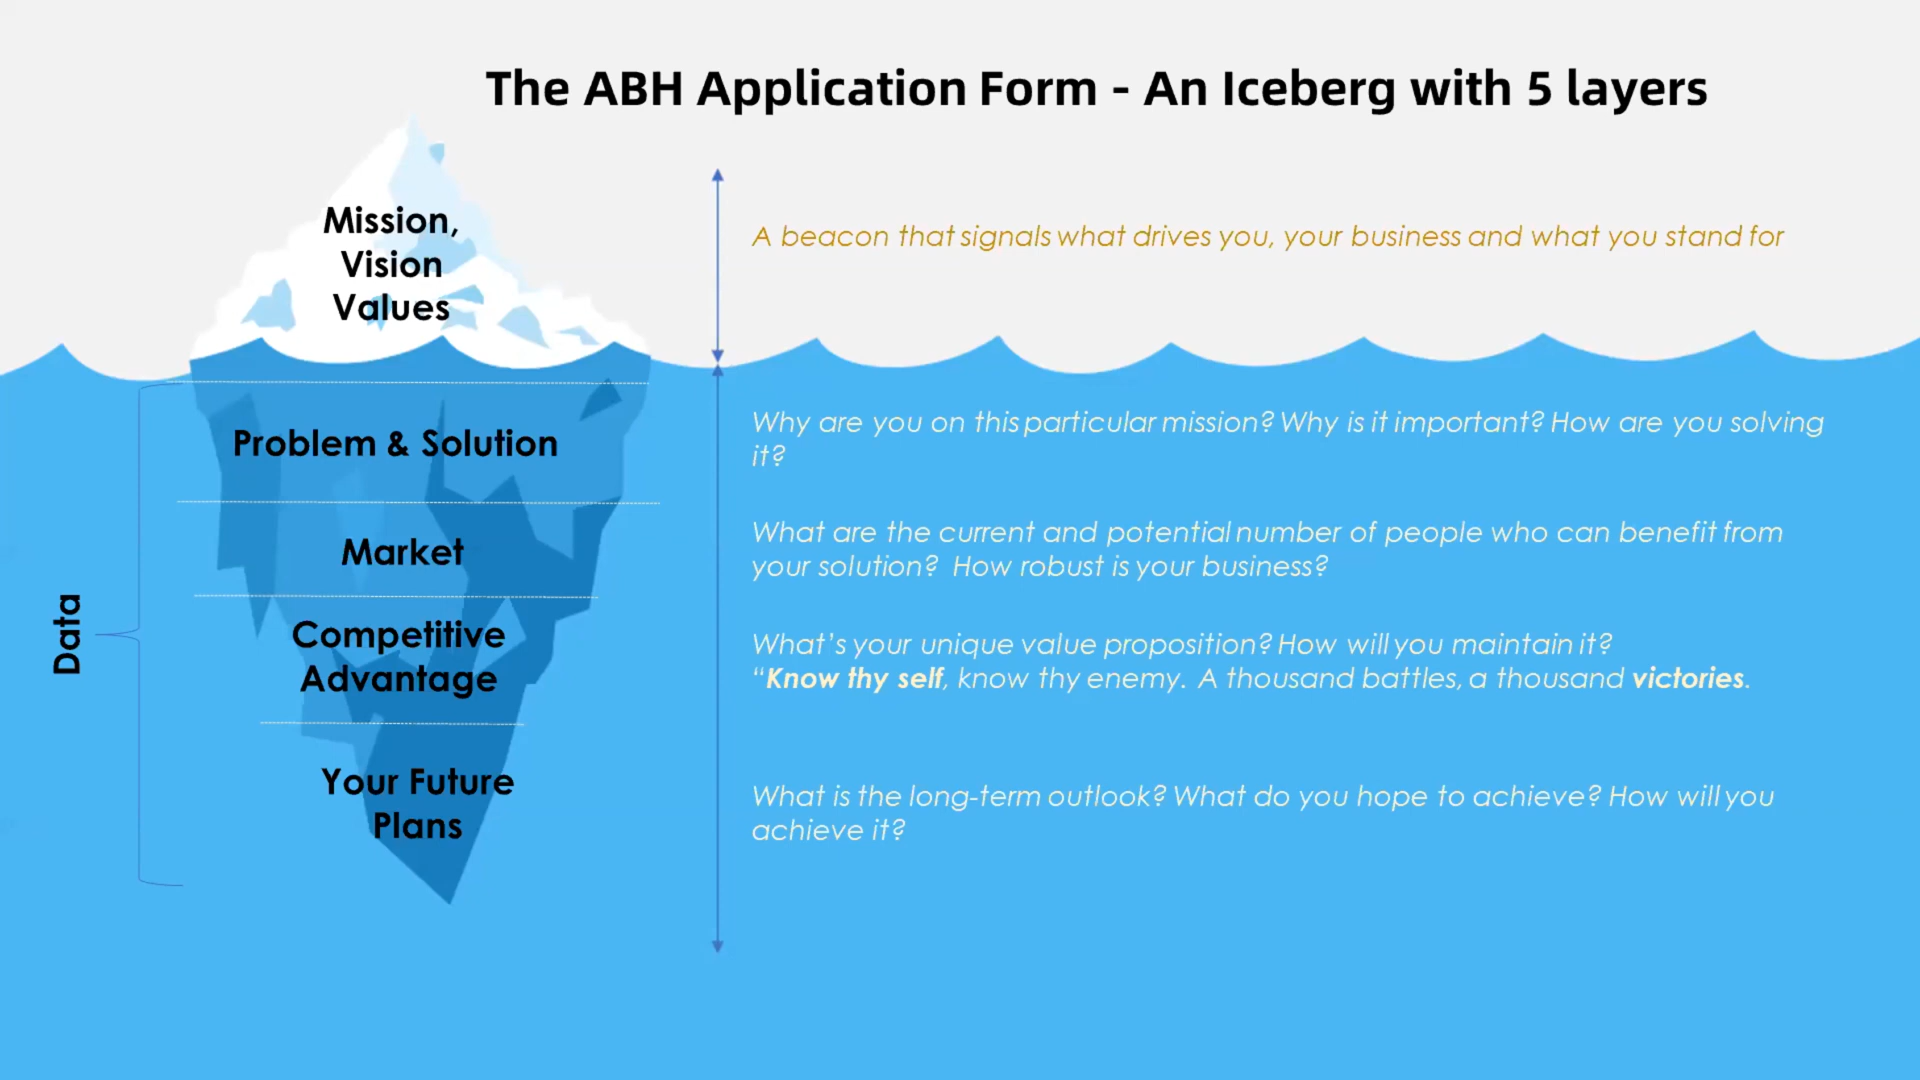 The ABH Application Form - An Iceberg with 5 layers
Mission,
Vision
Values
A beacon that signals what drives you, your business and what you stand for
Data
Problem & Solution
Why are you on this particular mission? Why is it important? How are you solving
it?
Market
What are the current and potential number of people who can benefit from
your solution?  How robust is your business?
Competitive
Advantage
What’s your unique value proposition? How will you maintain it?
“Know thy self, know thy enemy. A thousand battles, a thousand victories.
Your Future
Plans
What is the long-term outlook? What do you hope to achieve? How will you
achieve it?